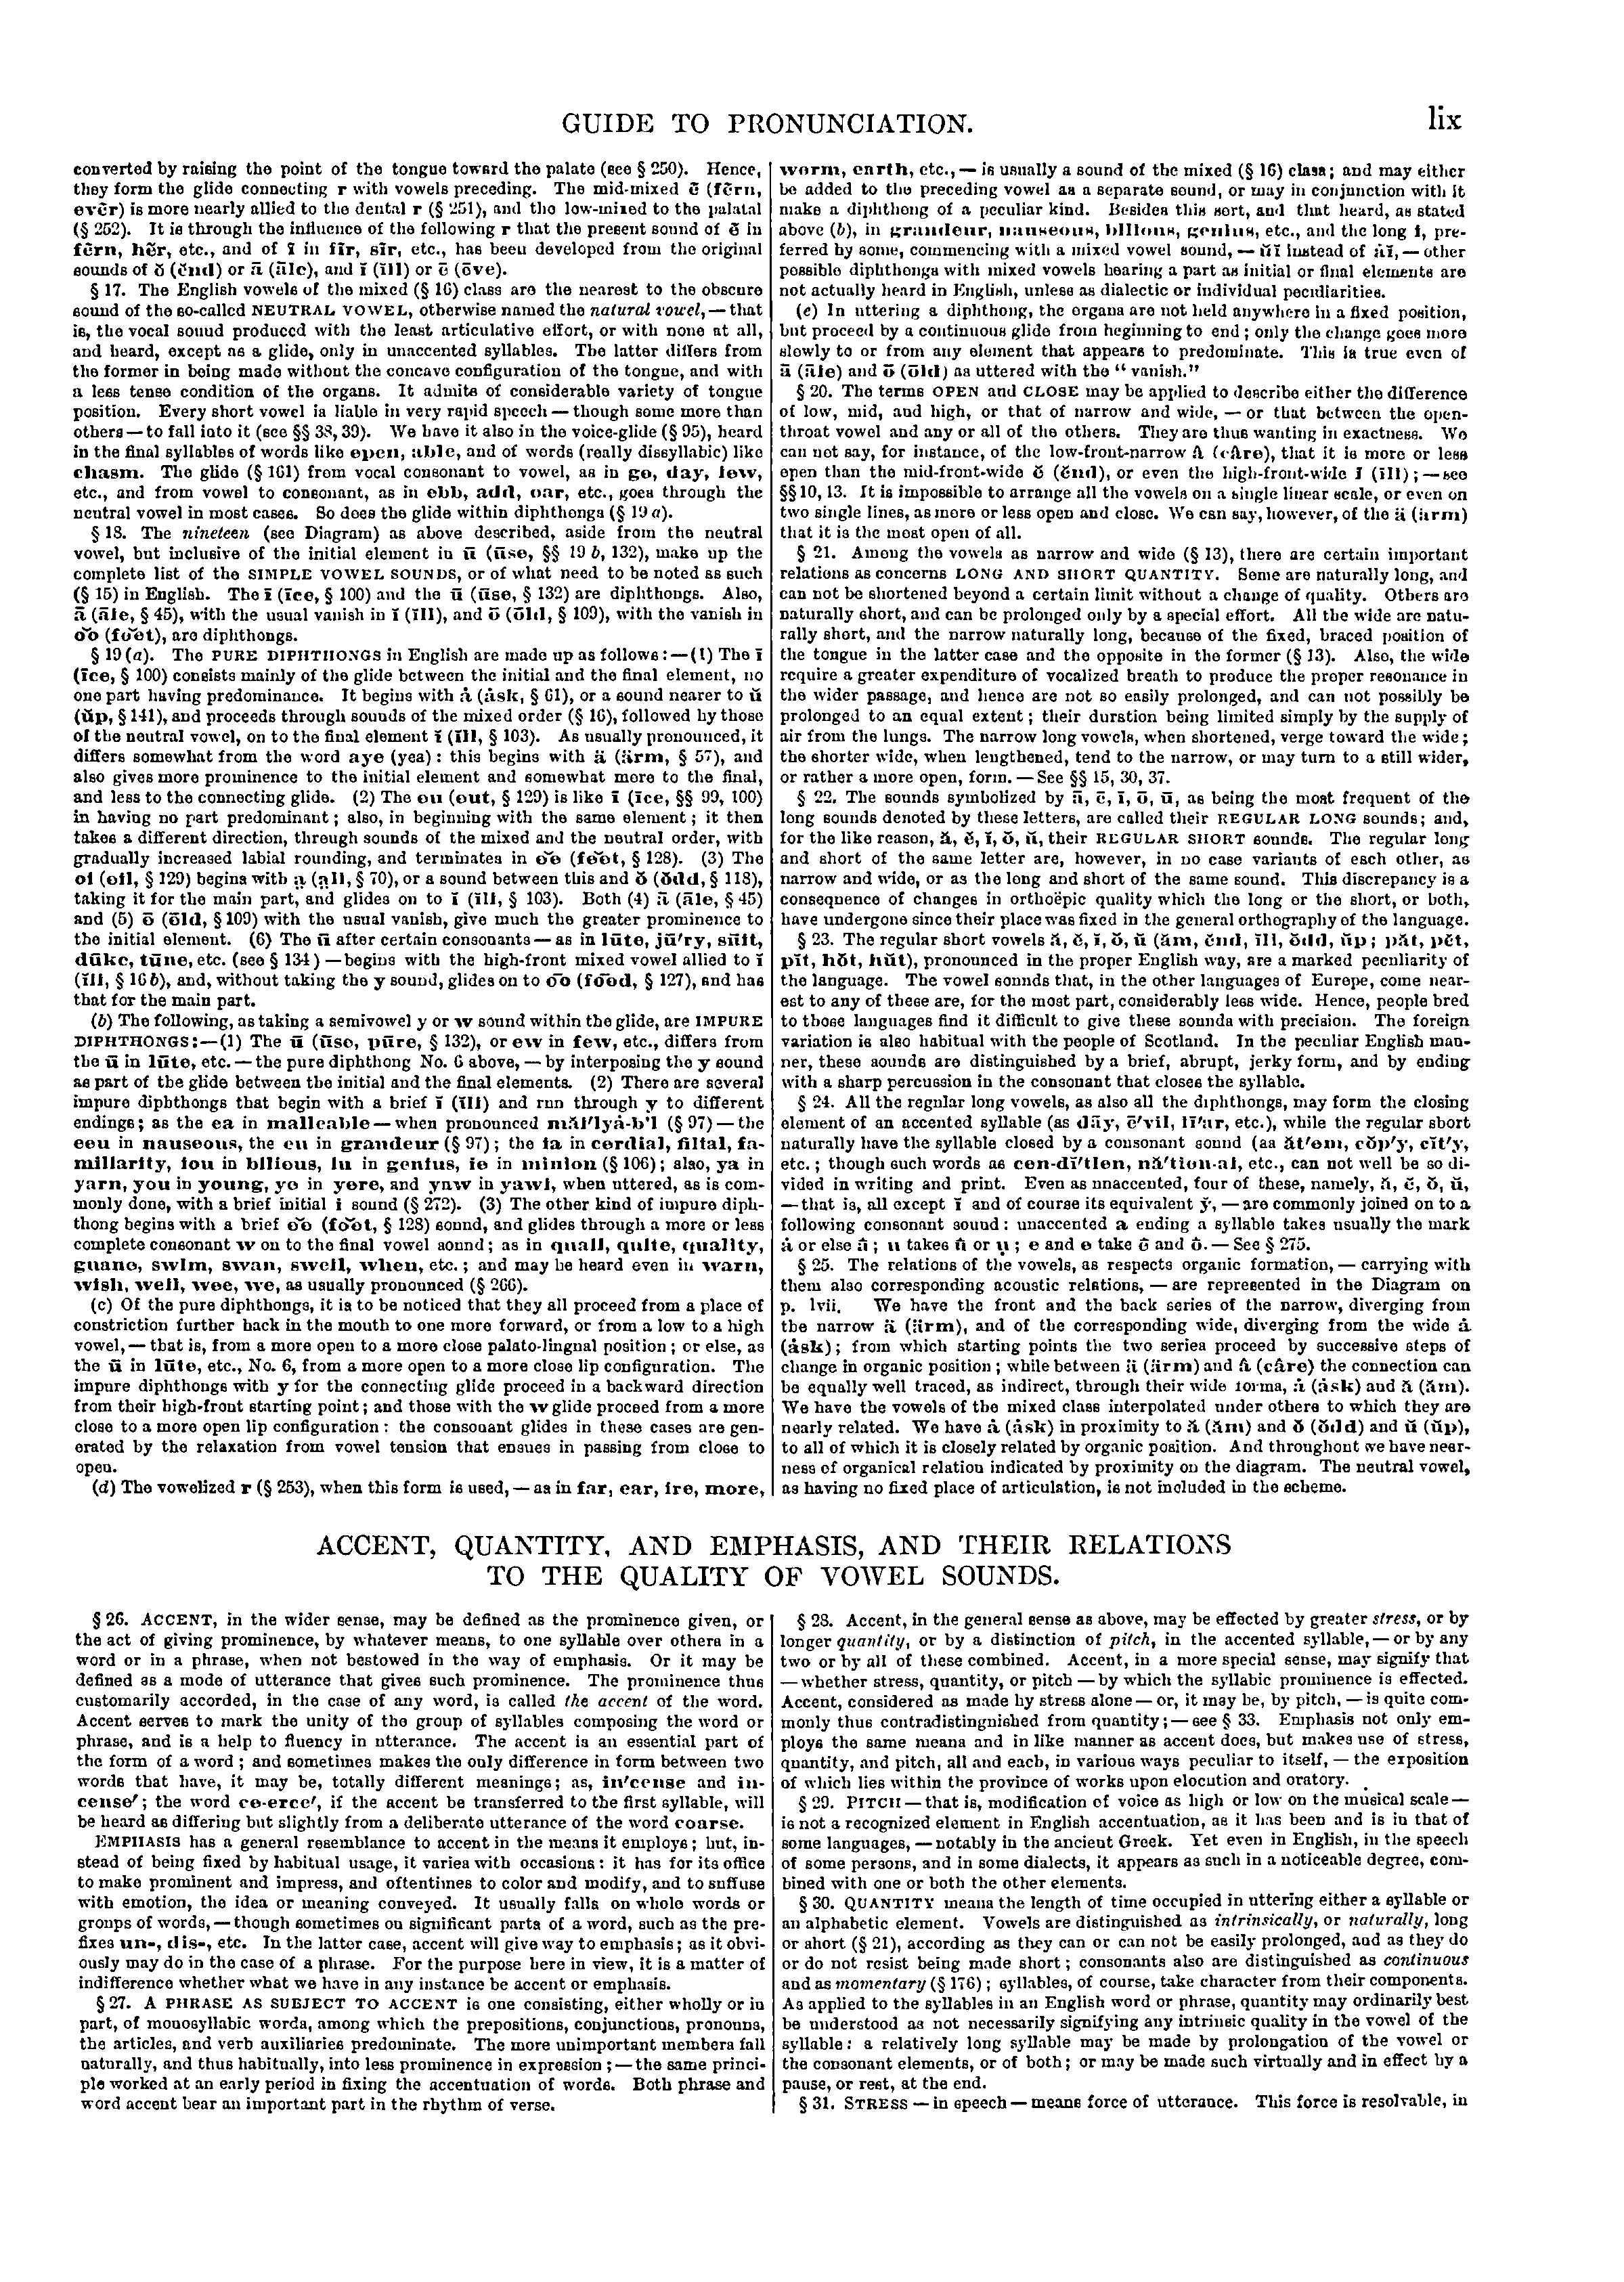 GUIDE TO PRONUNCIATION.
lix
converted by raising the point of the tongue toward the palate (see § 250). Hence,
they form the glide connecting r with vowels preceding. The mid-mixed ẽ (fẽrn,
evẽr) is more nearly allied to the dental r (§ 251), and the low-mixed to the palatal
(§ 252). It is through the influence of the following r that the present sound of ẽ in
fẽrn, hẽr, etc., and of ĩ in fĩr, sĩr, etc., has been developed from the original
sounds of ĕ (ĕnd) or ā (āle), and ĭ (ĭll) or ē (ēve).
§ 17. The English vowels of the mixed (§ 16) class are the nearest to the obscure
sound of the so-called NEUTRAL VOWEL, otherwise named the natural vowel, — that
is, the vocal sound produced with the least articulative effort, or with none at all,
and heard, except as a glide, only in unaccented syllables. The latter differs from
the former in being made without the concave configuration of the tongue, and with
a less tense condition of the organs. It admits of considerable variety of tongue
position. Every short vowel is liable in very rapid speech — though some more than
others — to fall into it (see §§ 38, 39). We have it also in the voice-glide (§ 95), heard
in the final syllables of words like open, able, and of words (really dissyllabic) like
chasm. The glide (§ 161) from vocal consonant to vowel, as in go, day, low,
etc., and from vowel to consonant, as in ebb, add, oar, etc., goes through the
neutral vowel in most cases. So does the glide within diphthongs (§ 19 a).
§ 18. The nineteen (see Diagram) as above described, aside from the neutral
vowel, but inclusive of the initial element in ū (ūse, §§ 19 b, 132), make up the
complete list of the SIMPLE VOWEL SOUNDS, or of what need to be noted as such
(§ 15) in English. The ī (īce, § 100) and the ū (ūse, § 132) are diphthongs. Also,
ā (āle, § 45), with the usual vanish in ĭ (ĭll), and ō (ōld, § 109), with the vanish in
o͝o (fo͝ot), are diphthongs.
§ 19 (a). The PURE DIPHTHONGS in English are made up as follows: — (1) The ī
(īce, § 100) consists mainly of the glide between the initial and the final element, no
one part having predominance. It begins with ȧ (ȧsk, § 61), or a sound nearer to ŭ
(ŭp, § 141), and proceeds through sounds of the mixed order (§ 16), followed by those
of the neutral vowel, on to the final element ĭ (ĭll, § 103). As usually pronounced, it
differs somewhat from the word aye (yea): this begins with ä (ärm, § 57), and
also gives more prominence to the initial element and somewhat more to the final,
and less to the connecting glide. (2) The ou (out, § 129) is like ī (īce, §§ 99, 100)
in having no part predominant; also, in beginning with the same element; it then
takes a different direction, through sounds of the mixed and the neutral order, with
gradually increased labial rounding, and terminates in o͝o (fo͝ot, § 128). (3) The
oi (oil, § 129) begins with a̤ (a̤ll, § 70), or a sound between this and ŏ (ŏdd, § 118),
taking it for the main part, and glides on to ĭ (ĭll, § 103). Both (4) ā (āle, § 45)
and (5) ō (ōld, § 109) with the usual vanish, give much the greater prominence to
the initial element. (6) The ū after certain consonants — as in lūte, jū′ry, sūit,
dūke, tūne, etc. (see § 134) — begins with the high-front mixed vowel allied to ĭ
(ĭll, § 16 b), and, without taking the y sound, glides on to o͞o (fo͞od, § 127), and has
that for the main part.
(b) The following, as taking a semivowel y or w sound within the glide, are IMPURE
DIPHTHONGS: — (1) The ū (ūse, pūre, § 132), or ew in few, etc., differs from
the ū in lūte, etc. — the pure diphthong No. 6 above, — by interposing the y sound
as part of the glide between the initial and the final elements. (2) There are several
impure diphthongs that begin with a brief ĭ (ĭll) and run through y to different
endings; as the ea in malleable — when pronounced măl′lyȧ-b'l (§ 97) — the
eou in nauseous, the eu in grandeur (§ 97); the ia in cordial, filial, fa-
miliarity, iou in bilious, iu in genius, io in minion (§ 106); also, ya in
yarn, you in young, yo in yore, and yaw in yawl, when uttered, as is com-
monly done, with a brief initial i sound (§ 272). (3) The other kind of impure diph-
thong begins with a brief o͝o (fo͝ot, § 128) sound, and glides through a more or less
complete consonant w on to the final vowel sound; as in quail, quite, quality,
guano, swim, swan, swell, when, etc.; and may be heard even in warn,
wish, well, woe, we, as usually pronounced (§ 266).
(c) Of the pure diphthongs, it is to be noticed that they all proceed from a place of
constriction further back in the mouth to one more forward, or from a low to a high
vowel, — that is, from a more open to a more close palato-lingual position; or else, as
the ū in lūte, etc., No. 6, from a more open to a more close lip configuration. The
impure diphthongs with y for the connecting glide proceed in a backward direction
from their high-front starting point; and those with the w glide proceed from a more
close to a more open lip configuration: the consonant glides in these cases are gen-
erated by the relaxation from vowel tension that ensues in passing from close to
open.
(d) The vowelized r (§ 253), when this form is used, — as in far, ear, ire, more,
worm, earth, etc., — is usually a sound of the mixed (§ 16) class; and may either
be added to the preceding vowel as a separate sound, or may in conjunction with it
make a diphthong of a peculiar kind. Besides this sort, and that heard, as stated
above (b), in grandeur, nauseous, bilious, genius, etc., and the long i, pre-
ferred by some, commencing with a mixed vowel sound, — ŭĭ instead of ȧĭ, — other
possible diphthongs with mixed vowels bearing a part as initial or final elements are
not actually heard in English, unless as dialectic or individual peculiarities.
(e) In uttering a diphthong, the organs are not held anywhere in a fixed position,
but proceed by a continuous glide from beginning to end; only the change goes more
slowly to or from any element that appears to predominate. This is true even of
ā (āle) and ō (ōld) as uttered with the “ vanish.”
§ 20. The terms OPEN and CLOSE may be applied to describe either the difference
of low, mid, and high, or that of narrow and wide, — or that between the open-
throat vowel and any or all of the others. They are thus wanting in exactness. We
can not say, for instance, of the low-front-narrow â (câre), that it is more or less
open than the mid-front-wide ĕ (ĕnd), or even the high-front-wide ĭ (ĭll); — see
§§ 10, 13. It is impossible to arrange all the vowels on a single linear scale, or even on
two single lines, as more or less open and close. We can say, however, of the ä (ärm)
that it is the most open of all.
§ 21. Among the vowels as narrow and wide (§ 13), there are certain important
relations as concerns LONG AND SHORT QUANTITY. Some are naturally long, and
can not be shortened beyond a certain limit without a change of quality. Others are
naturally short, and can be prolonged only by a special effort. All the wide are natu-
rally short, and the narrow naturally long, because of the fixed, braced position of
the tongue in the latter case and the opposite in the former (§ 13). Also, the wide
require a greater expenditure of vocalized breath to produce the proper resonance in
the wider passage, and hence are not so easily prolonged, and can not possibly be
prolonged to an equal extent; their duration being limited simply by the supply of
air from the lungs. The narrow long vowels, when shortened, verge toward the wide;
the shorter wide, when lengthened, tend to the narrow, or may turn to a still wider,
or rather a more open, form. — See §§ 15, 30, 37.
§ 22. The sounds symbolized by ā, ē, ī, ō, ū, as being the most frequent of the
long sounds denoted by these letters, are called their REGULAR LONG sounds; and,
for the like reason, ă, ĕ, ĭ, ŏ, ŭ, their REGULAR SHORT sounds. The regular long
and short of the same letter are, however, in no case variants of each other, as
narrow and wide, or as the long and short of the same sound. This discrepancy is a
consequence of changes in orthoëpic quality which the long or the short, or both,
have undergone since their place was fixed in the general orthography of the language.
§ 23. The regular short vowels ă, ĕ, ĭ, ŏ, ŭ (ăm, ĕnd, ĭll, ŏdd, ŭp; păt, pĕt,
pĭt, hŏt, hŭt), pronounced in the proper English way, are a marked peculiarity of
the language. The vowel sounds that, in the other languages of Europe, come near-
est to any of these are, for the most part, considerably less wide. Hence, people bred
to those languages find it difficult to give these sounds with precision. The foreign
variation is also habitual with the people of Scotland. In the peculiar English man-
ner, these sounds are distinguished by a brief, abrupt, jerky form, and by ending
with a sharp percussion in the consonant that closes the syllable.
§ 24. All the regular long vowels, as also all the diphthongs, may form the closing
element of an accented syllable (as dāy, ē′vil, lī′ar, etc.), while the regular short
naturally have the syllable closed by a consonant sound (as ăt′om, cŏp′y, cĭt′y,
etc.; though such words as con-dĭ′tion, nă′tion-al, etc., can not well be so di-
vided in writing and print. Even as unaccented, four of these, namely, ă, ĕ, ŏ, ŭ,
— that is, all except ĭ and of course its equivalent y̆, — are commonly joined on to a
following consonant sound: unaccented a ending a syllable takes usually the mark
ȧ or else ā̍; u takes ū̍ or ṳ; e and o take ē̍ and ō̍. — See § 275.
§ 25. The relations of the vowels, as respects organic formation, — carrying with
them also corresponding acoustic relations, — are represented in the Diagram on
p. lvii. We have the front and the back series of the narrow, diverging from
the narrow ä (ärm), and of the corresponding wide, diverging from the wide ȧ
(ȧsk); from which starting points the two series proceed by successive steps of
change in organic position; while between ä (ärm) and â (câre) the connection can
be equally well traced, as indirect, through their wide forms, ȧ (ȧsk) and ă (ăm).
We have the vowels of the mixed class interpolated under others to which they are
nearly related. We have ȧ (ȧsk) in proximity to ă (ăm) and ŏ (ŏdd) and ŭ (ŭp),
to all of which it is closely related by organic position. And throughout we have near-
ness of organical relation indicated by proximity on the diagram. The neutral vowel,
as having no fixed place of articulation, is not included in the scheme.
ACCENT, QUANTITY, AND EMPHASIS, AND THEIR RELATIONS
TO THE QUALITY OF VOWEL SOUNDS.
§ 26. ACCENT, in the wider sense, may be defined as the prominence given, or
the act of giving prominence, by whatever means, to one syllable over others in a
word or in a phrase, when not bestowed in the way of emphasis. Or it may be
defined as a mode of utterance that gives such prominence. The prominence thus
customarily accorded, in the case of any word, is called the accent of the word.
Accent serves to mark the unity of the group of syllables composing the word or
phrase, and is a help to fluency in utterance. The accent is an essential part of
the form of a word; and sometimes makes the only difference in form between two
words that have, it may be, totally different meanings; as, in′cense and in-
cense′; the word co-erce′, if the accent be transferred to the first syllable, will
be heard as differing but slightly from a deliberate utterance of the word coarse.
EMPHASIS has a general resemblance to accent in the means it employs; but, in-
stead of being fixed by habitual usage, it varies with occasions: it has for its office
to make prominent and impress, and oftentimes to color and modify, and to suffuse
with emotion, the idea or meaning conveyed. It usually falls on whole words or
groups of words, — though sometimes on significant parts of a word, such as the pre-
fixes un-, dis-, etc. In the latter case, accent will give way to emphasis; as it obvi-
ously may do in the case of a phrase. For the purpose here in view, it is a matter of
indifference whether what we have in any instance be accent or emphasis.
§ 27. A PHRASE AS SUBJECT TO ACCENT is one consisting, either wholly or in
part, of monosyllabic words, among which the prepositions, conjunctions, pronouns,
the articles, and verb auxiliaries predominate. The more unimportant members fall
naturally, and thus habitually, into less prominence in expression; — the same princi-
ple worked at an early period in fixing the accentuation of words. Both phrase and
word accent bear an important part in the rhythm of verse.
§ 28. Accent, in the general sense as above, may be effected by greater stress, or by
longer quantity, or by a distinction of pitch, in the accented syllable, — or by any
two or by all of these combined. Accent, in a more special sense, may signify that
— whether stress, quantity, or pitch — by which the syllabic prominence is effected.
Accent, considered as made by stress alone — or, it may be, by pitch, — is quite com-
monly thus contradistinguished from quantity; — see § 33. Emphasis not only em-
ploys the same means and in like manner as accent does, but makes use of stress,
quantity, and pitch, all and each, in various ways peculiar to itself, — the exposition
of which lies within the province of works upon elocution and oratory.
§ 29. PITCH — that is, modification of voice as high or low on the musical scale —
is not a recognized element in English accentuation, as it has been and is in that of
some languages, — notably in the ancient Greek. Yet even in English, in the speech
of some persons, and in some dialects, it appears as such in a noticeable degree, com-
bined with one or both the other elements.
§ 30. QUANTITY means the length of time occupied in uttering either a syllable or
an alphabetic element. Vowels are distinguished as intrinsically, or naturally, long
or short (§ 21), according as they can or can not be easily prolonged, and as they do
or do not resist being made short; consonants also are distinguished as continuous
and as momentary (§ 176); syllables, of course, take character from their components.
As applied to the syllables in an English word or phrase, quantity may ordinarily best
be understood as not necessarily signifying any intrinsic quality in the vowel of the
syllable: a relatively long syllable may be made by prolongation of the vowel or
the consonant elements, or of both; or may be made such virtually and in effect by a
pause, or rest, at the end.
§ 31. STRESS — in speech — means force of utterance. This force is resolvable, in